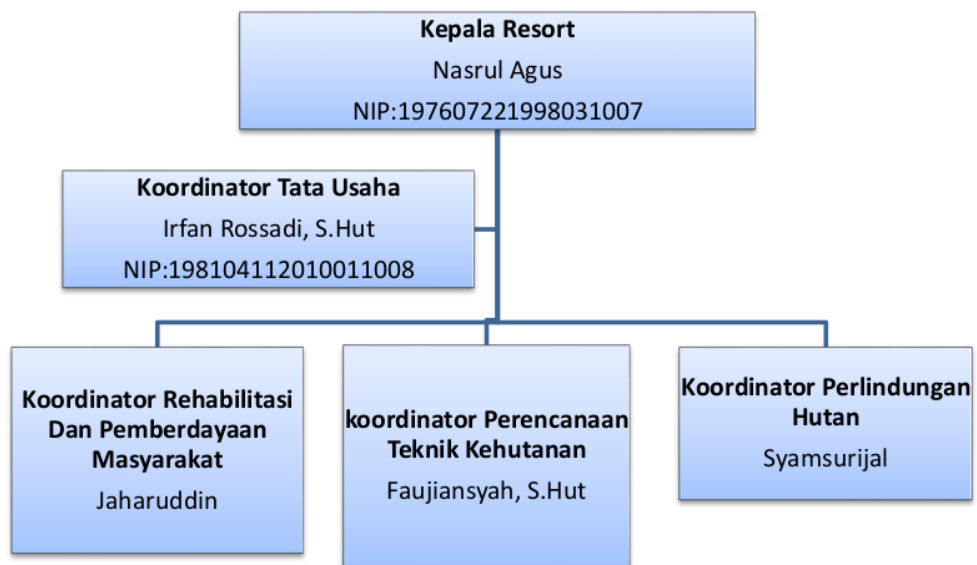 Kepala Resort
Nasrul Agus
NIP:197607221998031007
Koordinator Tata Usaha
Irfan Rossadi, S.Hut
NIP:198104112010011008
Koordinator Rehabilitasi
Dan Pemberdayaan
Masyarakat
Jaharuddin
koordinator Perencanaan
Teknik Kehutanan
Faujiansyah, S.Hut
Koordinator Perlindungan
Hutan
Syamsurijal